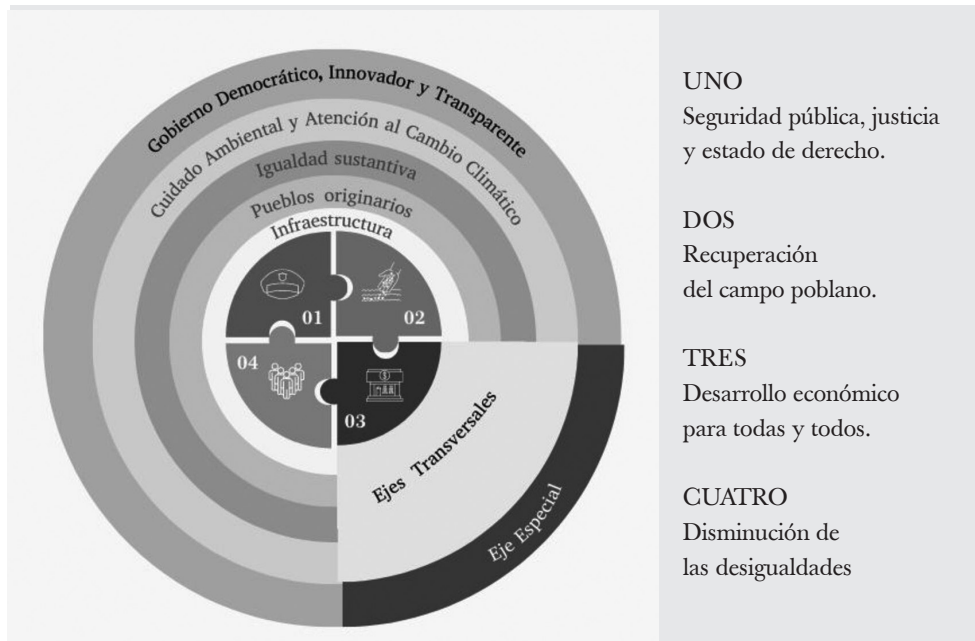 Gobierno Democrático, Innovador y Transparente
Cuidado Ambiental y Atención al Cambio Climático
Igualdad sustantiva
Pueblos originarios
Infraestructura
01
02
04
03
$
Ejes Transversales
Eje Especial
UNO
Seguridad pública, justicia
y estado de derecho.
DOS
Recuperación
del campo poblano.
TRES
Desarrollo económico
para todas y todos.
CUATRO
Disminución de
las desigualdades